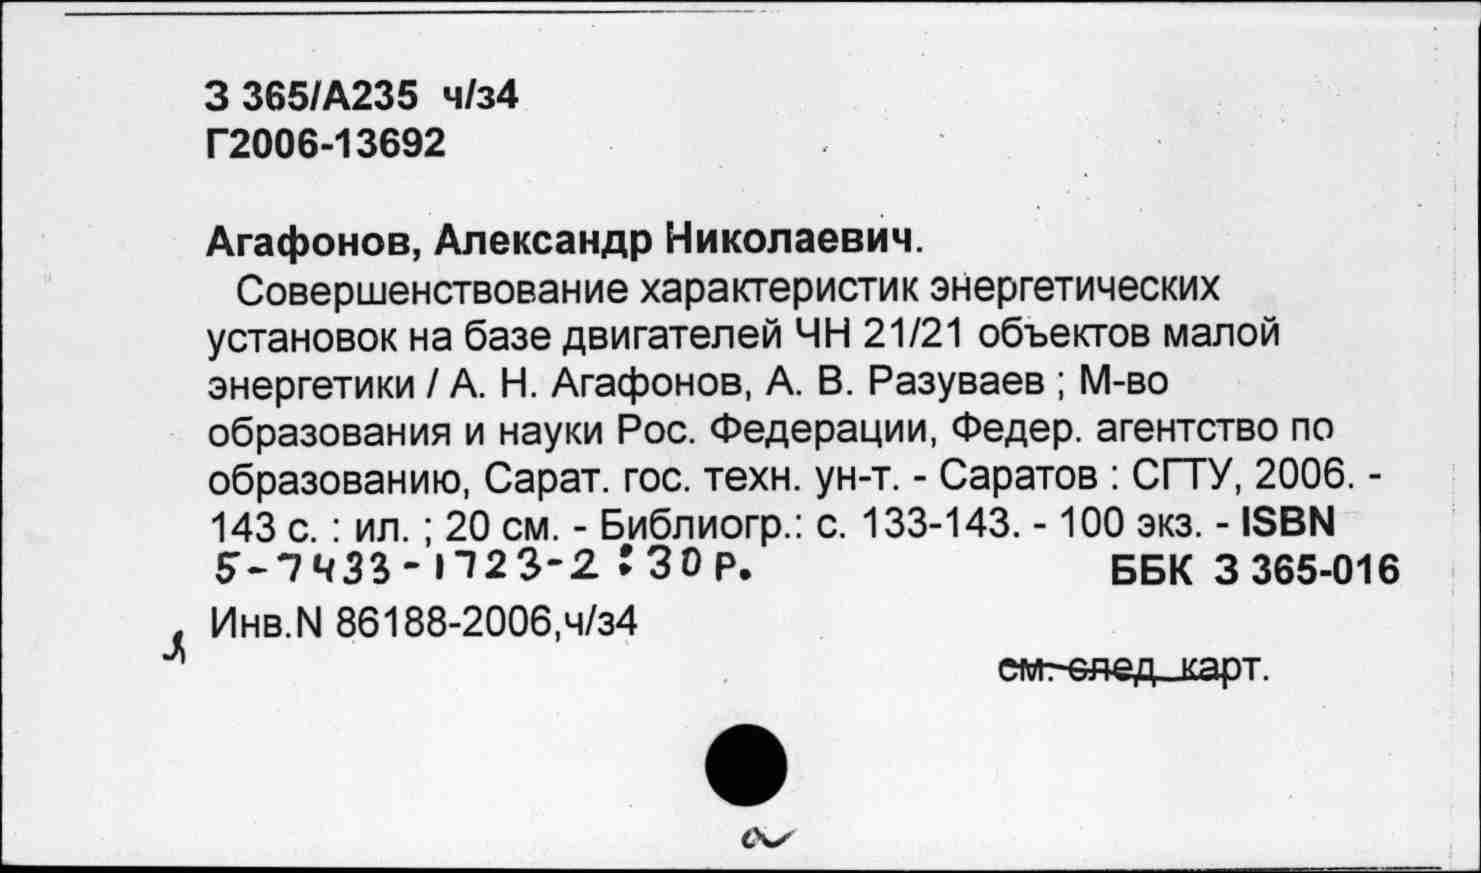 З 365/А235 ч/з4
Г2006-13692
Агафонов, Александр Николаевич.
Совершенствование характеристик энергетических
установок на базе двигателей ЧН 21/21 объектов малой
энергетики / А. Н. Агафонов, А. В. Разуваев ; М-во
образования и науки Рос. Федерации, Федер. агентство по
образованию, Сарат. гос. техн. ун-т. - Саратов : СГТУ, 2006. -
143 с. : ил. ; 20 см. - Библиогр.: с. 133-143. - 100 экз. - ISBN
5-7433-1723-2 : 30 р. ББК З 365-016
Инв.N 86188-2006,ч/з4
см. след. карт.